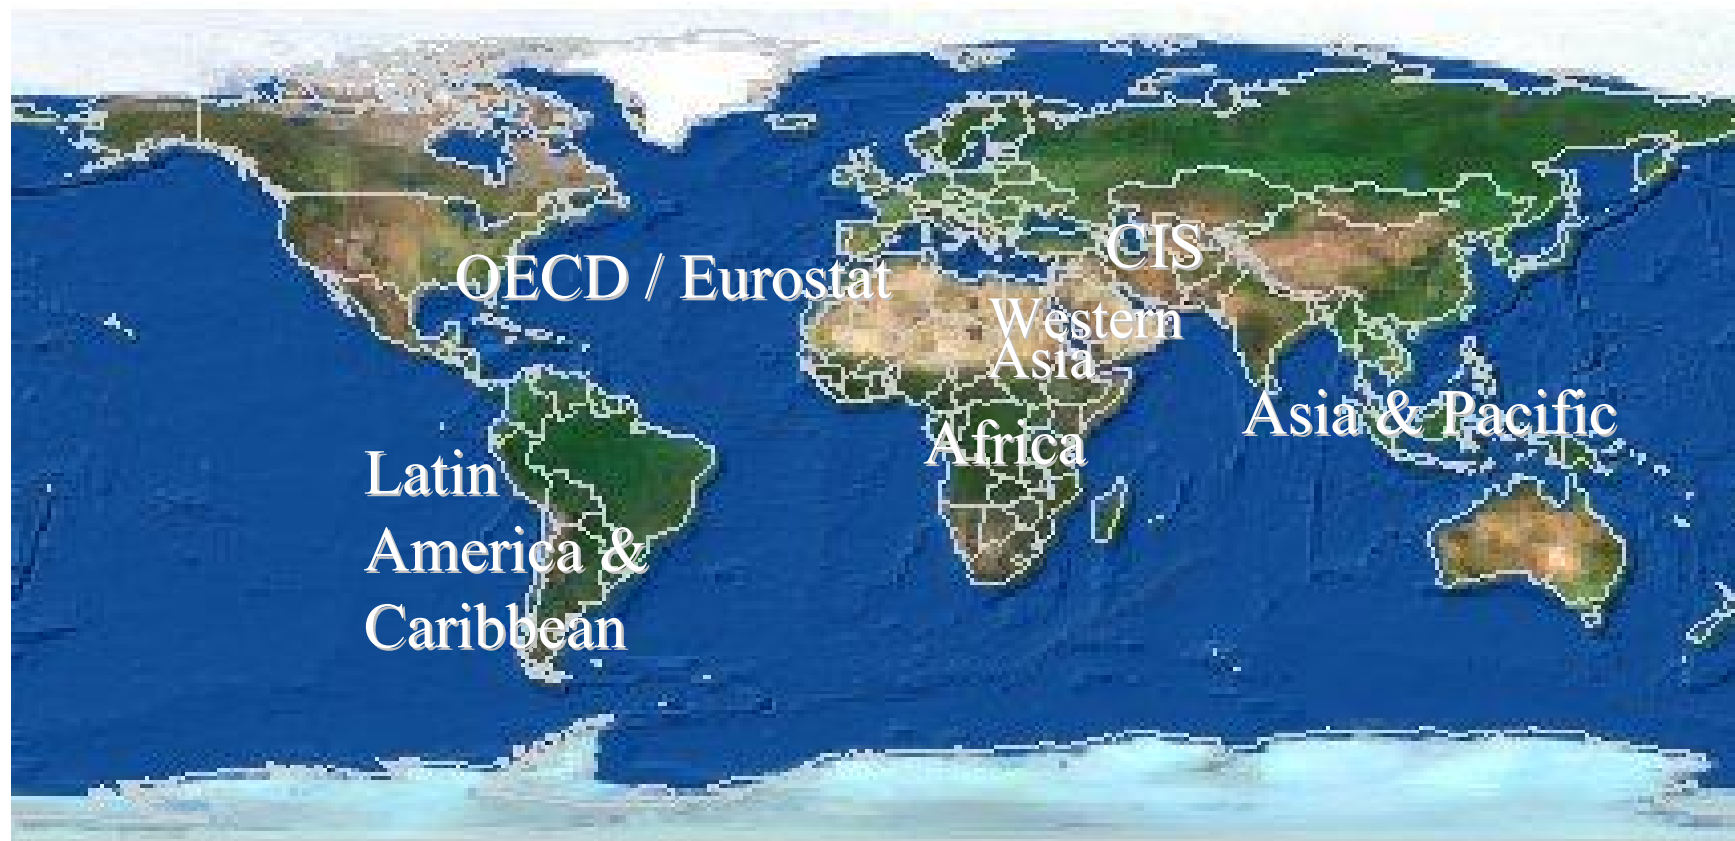 CIS
OECD / Eurostat
Western
Asia
Asia & Pacific
Africa
Latin
America &
Caribbean